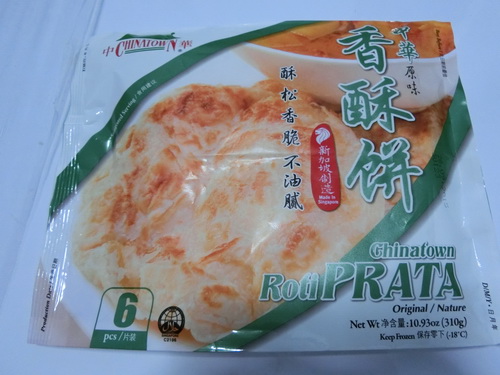 中 CHINATOWN 華
中華原味
香酥饼
酥松香脆不油腻
新加坡制造
Made in
Singapore
Chinatown
Roti PRATA
Original / Nature
Net Wt 净含量:10.93oz (310g)
Keep Frozen 保存零下 (-18°C)
6
pcs/片装